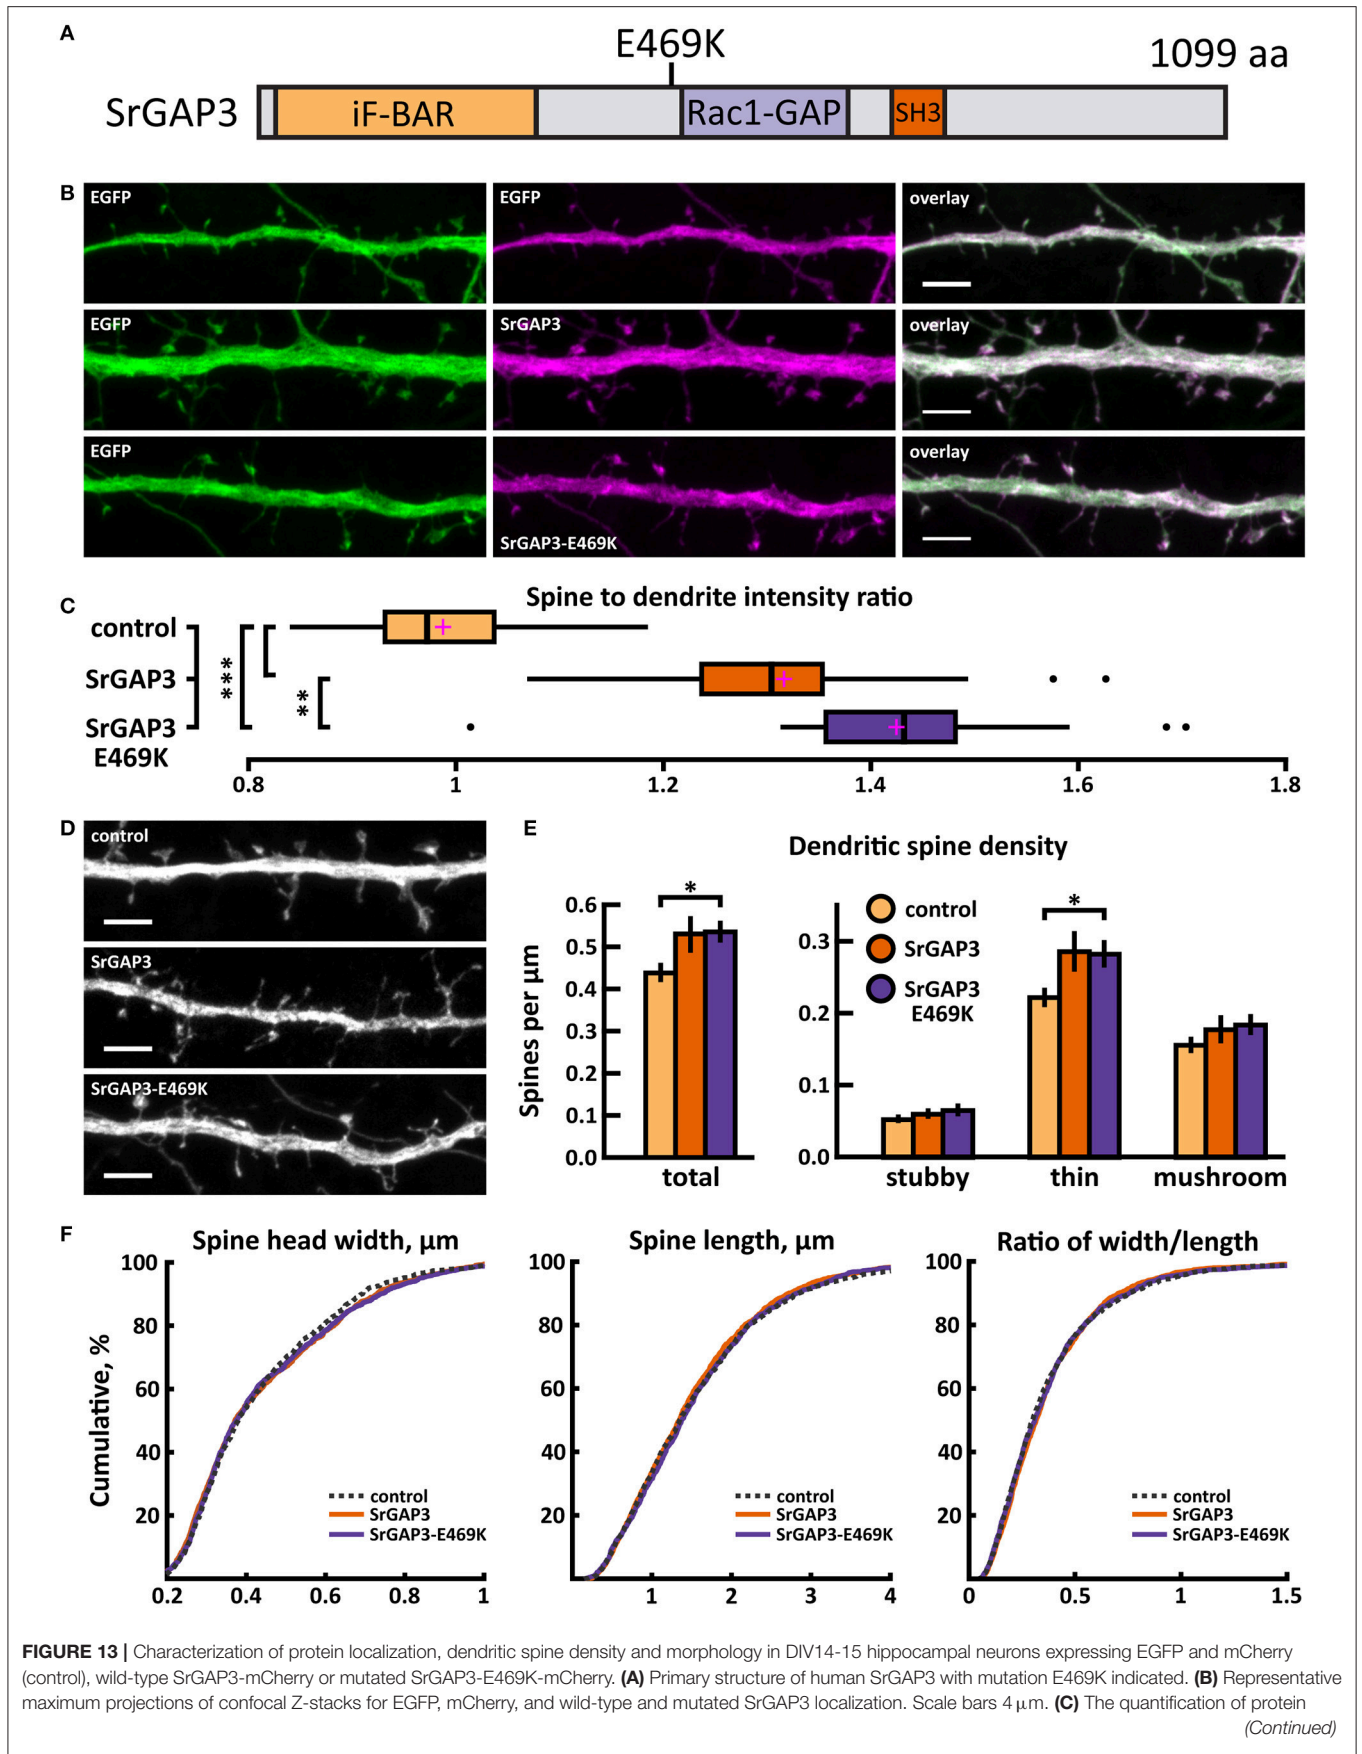 A
E469K
1099 aa
SrGAP3
iF-BAR
Rac1-GAP
SH3
B
EGFP
EGFP
overlay
EGFP
SrGAP3
overlay
EGFP
SrGAP3-E469K
overlay
C
Spine to dendrite intensity ratio
control
SrGAP3
SrGAP3
E469K
***
**
0.8
1
1.2
1.4
1.6
1.8
D
control
SrGAP3
SrGAP3-E469K
E
Dendritic spine density
Spines per µm
0.6
0.5
0.4
0.3
0.2
0.1
0.0
*
total
0.3
0.2
0.1
0.0
control
SrGAP3
SrGAP3
E469K
*
stubby
thin
mushroom
F
Spine head width, µm
Cumulative, %
100
80
60
40
20
0.2
0.4
0.6
0.8
1
control
SrGAP3
SrGAP3-E469K
Spine length, µm
100
80
60
40
20
1
2
3
4
control
SrGAP3
SrGAP3-E469K
Ratio of width/length
100
80
60
40
20
0
0.5
1
1.5
control
SrGAP3
SrGAP3-E469K
FIGURE 13 | Characterization of protein localization, dendritic spine density and morphology in DIV14-15 hippocampal neurons expressing EGFP and mCherry
(control), wild-type SrGAP3-mCherry or mutated SrGAP3-E469K-mCherry. (A) Primary structure of human SrGAP3 with mutation E469K indicated. (B) Representative
maximum projections of confocal Z-stacks for EGFP, mCherry, and wild-type and mutated SrGAP3 localization. Scale bars 4 µm. (C) The quantification of protein
(Continued)